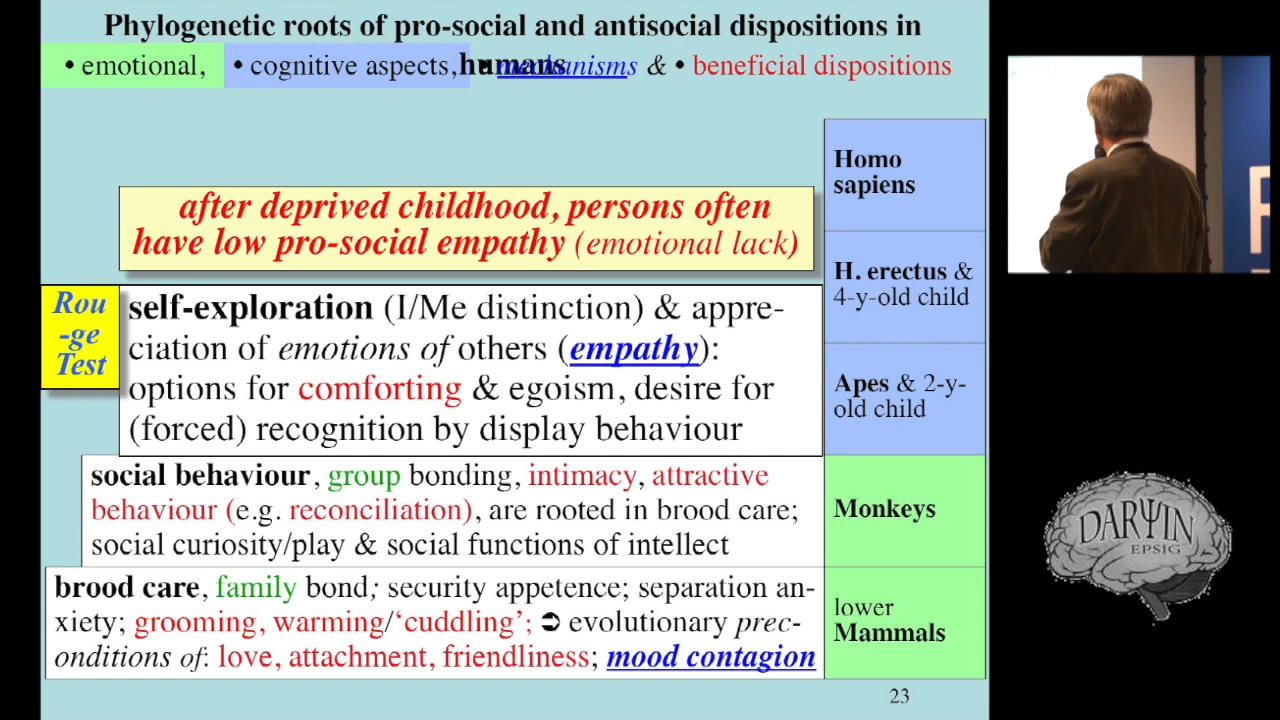 Phylogenetic roots of pro-social and antisocial dispositions in
humans
• emotional, • cognitive aspects, • mechanisms & • beneficial dispositions
Homo
sapiens
after deprived childhood, persons often
have low pro-social empathy (emotional lack)
H. erectus &
4-y-old child
Rou
-ge
Test
self-exploration (I/Me distinction) & appre-
ciation of emotions of others (empathy):
options for comforting & egoism, desire for
(forced) recognition by display behaviour
Apes & 2-y-
old child
social behaviour, group bonding, intimacy, attractive
behaviour (e.g. reconciliation), are rooted in brood care;
social curiosity/play & social functions of intellect
Monkeys
brood care, family bond; security appetence; separation an-
xiety; grooming, warming/‘cuddling’; ➲ evolutionary prec-
onditions of: love, attachment, friendliness; mood contagion
lower
Mammals
23
DARΨIN
EPSIG